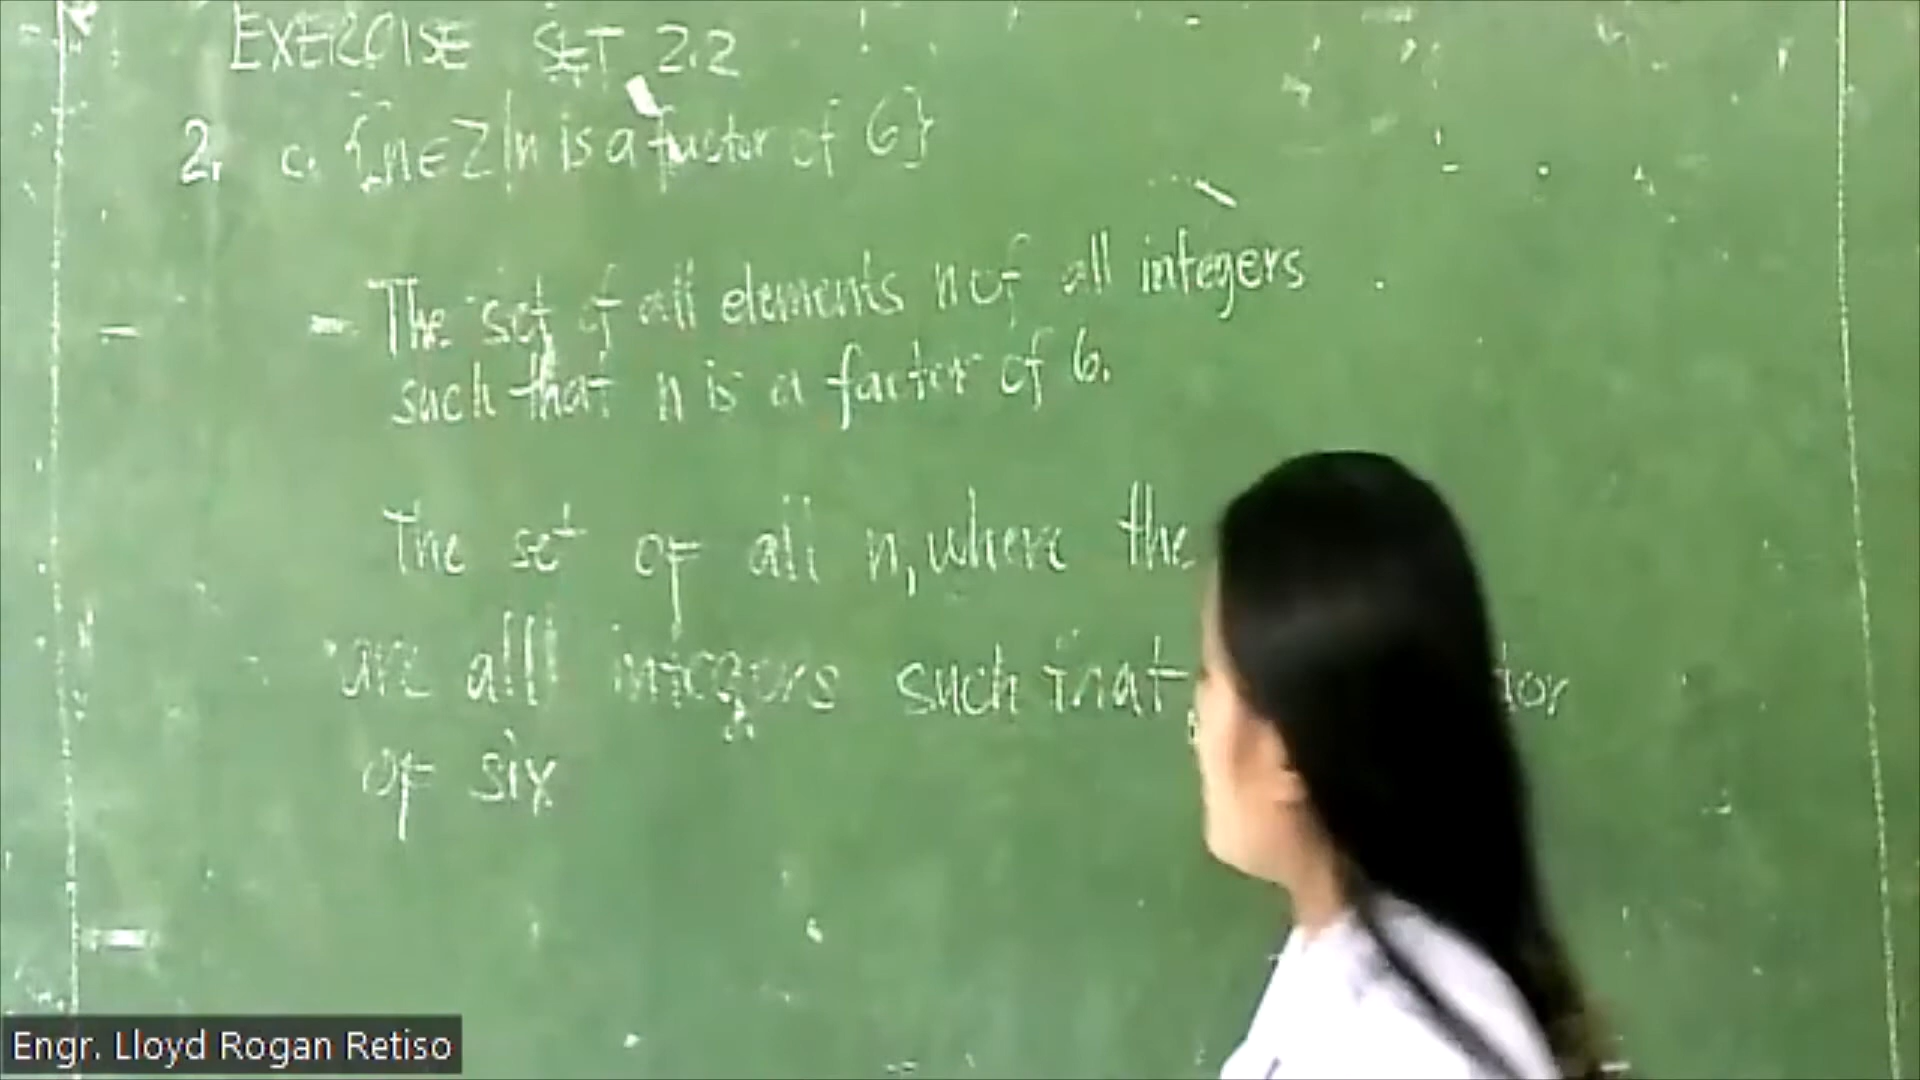 EXERCISE SET 2.2
2. c. {n∈Z|n is a factor of 6}
The set of all elements n of all integers
such that n is a factor of 6.
The set of all n, where the
are all integers such that tor
of six
Engr. Lloyd Rogan Retiso